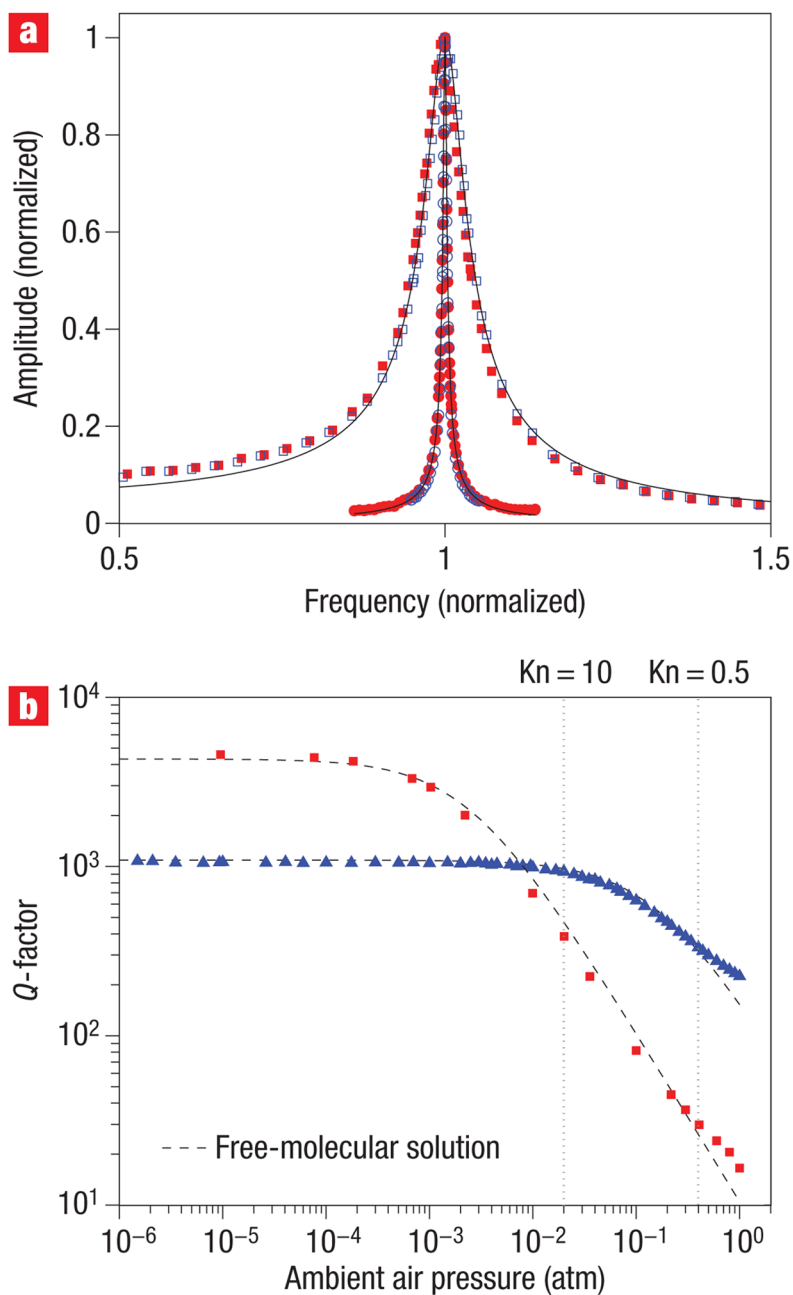 a
1
0.8
0.6
0.4
0.2
0
Amplitude (normalized)
0.5 1 1.5
Frequency (normalized)
b
Kn = 10 Kn = 0.5
10⁴
10³
10²
10¹
Q-factor
Free-molecular solution
10⁻⁶ 10⁻⁵ 10⁻⁴ 10⁻³ 10⁻² 10⁻¹ 10⁰
Ambient air pressure (atm)